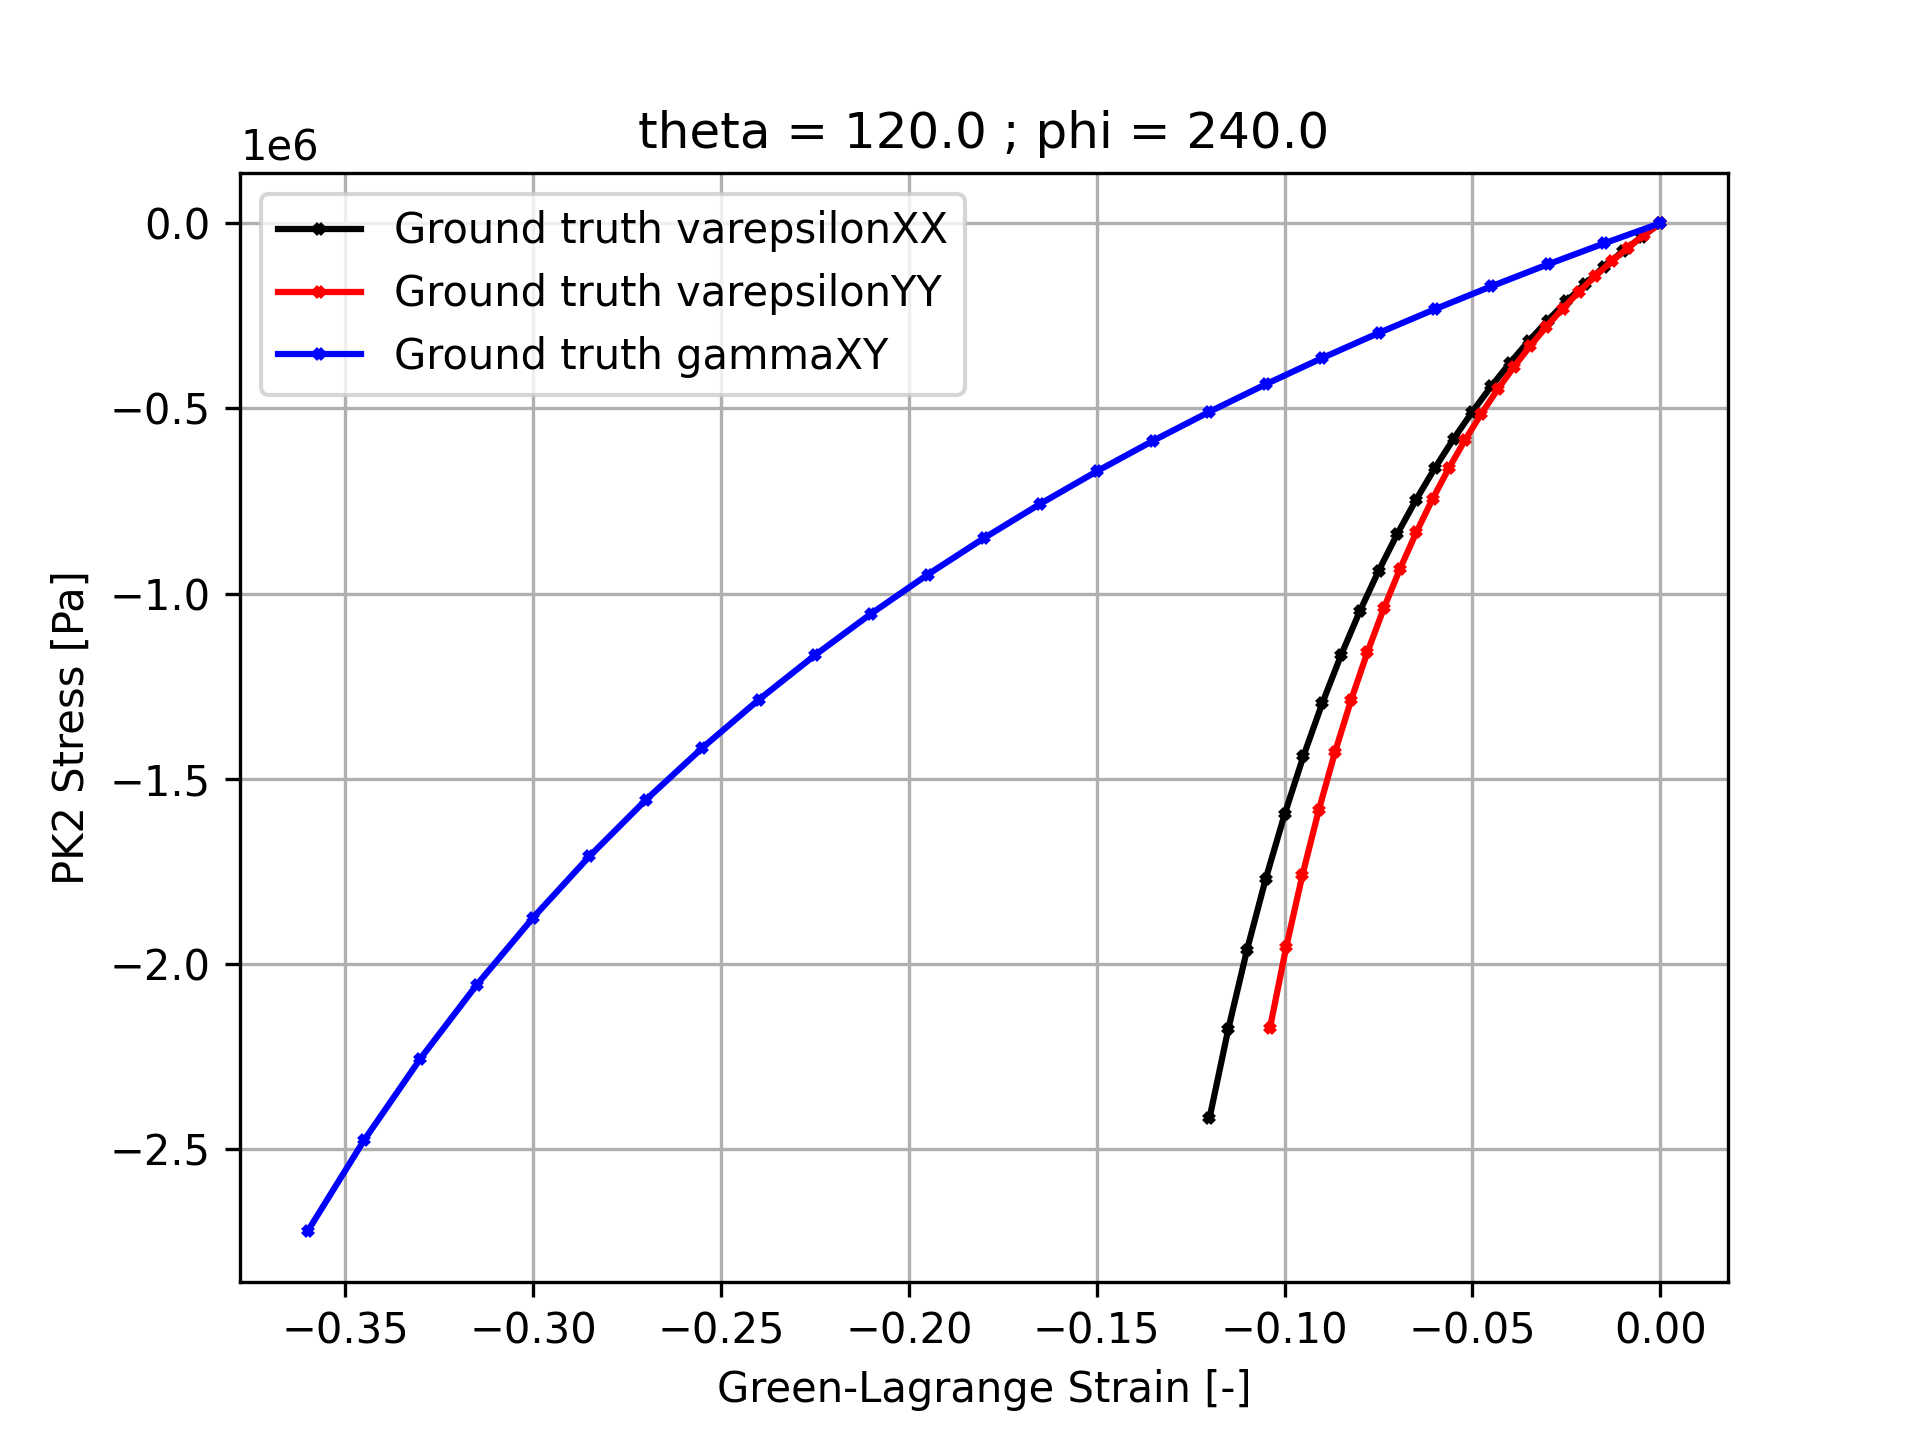 theta = 120.0 ; phi = 240.0
1e6
Ground truth varepsilonXX
Ground truth varepsilonYY
Ground truth gammaXY
0.0
−0.5
−1.0
−1.5
−2.0
−2.5
PK2 Stress [Pa]
−0.35 −0.30 −0.25 −0.20 −0.15 −0.10 −0.05 0.00
Green-Lagrange Strain [-]